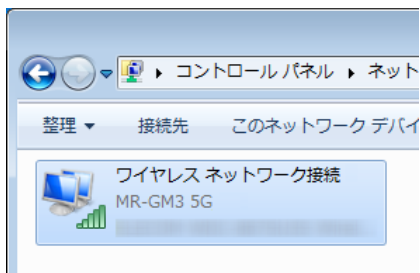 コントロール パネル ▸ ネット
整理 ▼ 接続先 このネットワーク デバイ
ワイヤレス ネットワーク接続
MR-GM3 5G